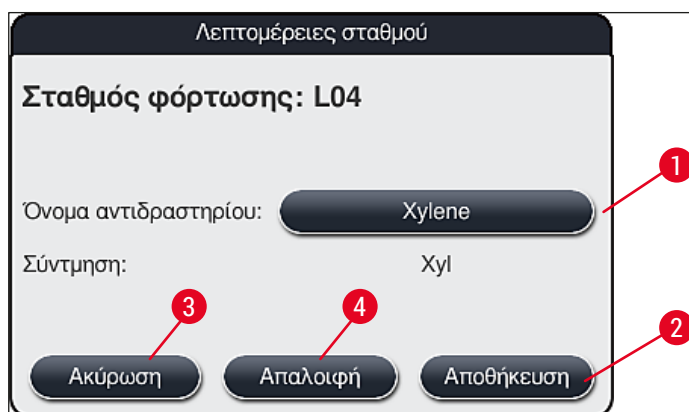 Λεπτομέρειες σταθμού
Σταθμός φόρτωσης: L04
1
Όνομα αντιδραστηρίου: Xylene
Σύντμηση: Xyl
3 4 2
Ακύρωση Απαλοιφή Αποθήκευση